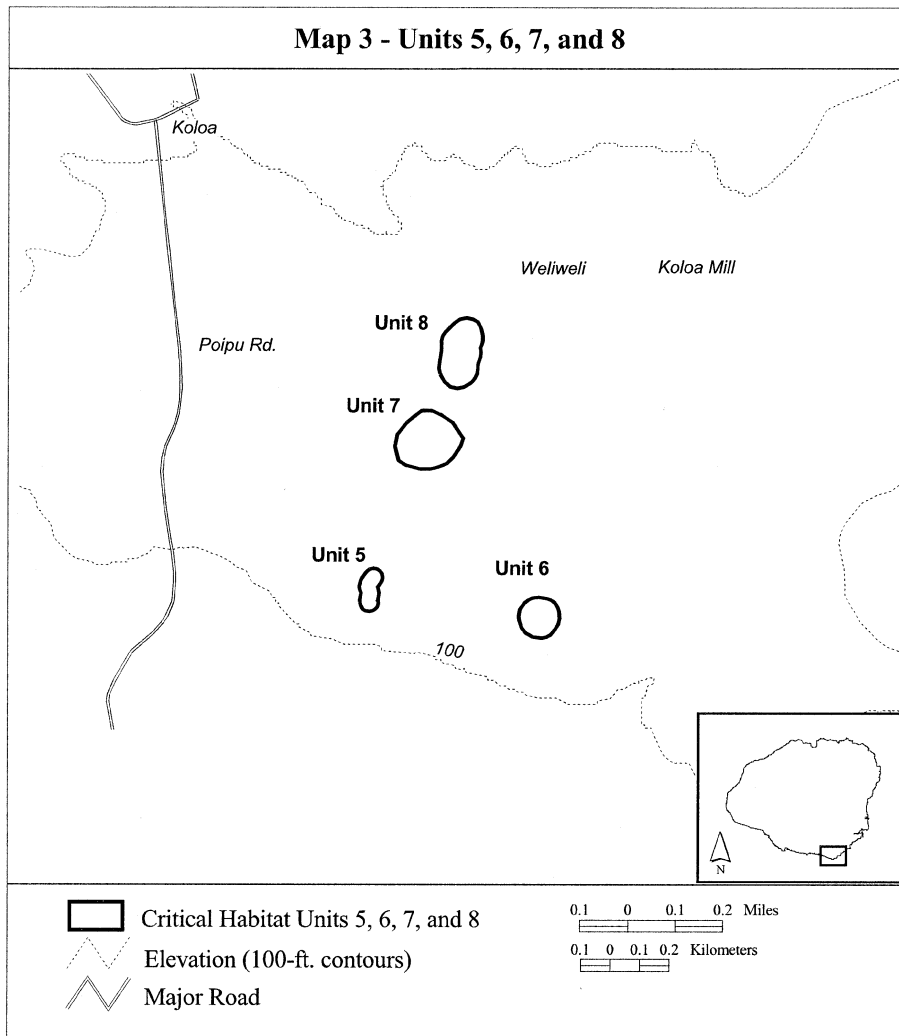 Map 3 - Units 5, 6, 7, and 8
Koloa
Weliweli
Koloa Mill
Unit 8
Poipu Rd.
Unit 7
Unit 5
Unit 6
100
N
Critical Habitat Units 5, 6, 7, and 8
Elevation (100-ft. contours)
Major Road
0.1 0 0.1 0.2 Miles
0.1 0 0.1 0.2 Kilometers